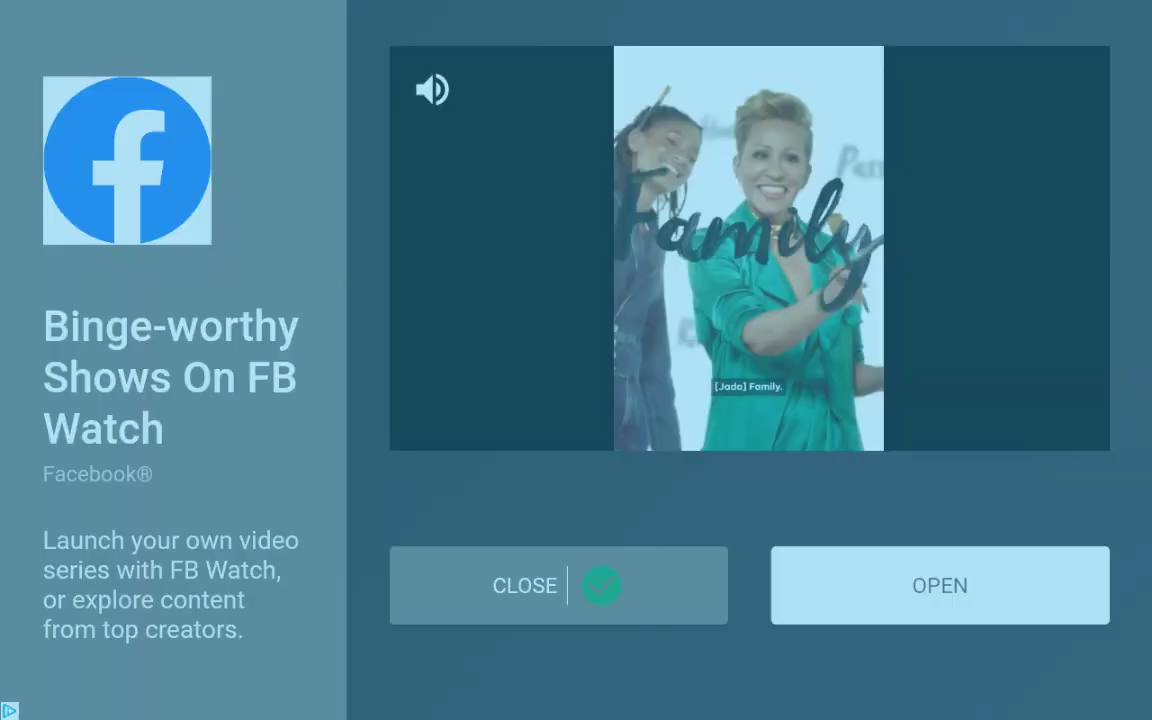 Binge-worthy
Shows On FB
Watch
Facebook®
Launch your own video
series with FB Watch,
or explore content
from top creators.
Family
[Jada] Family.
CLOSE
OPEN